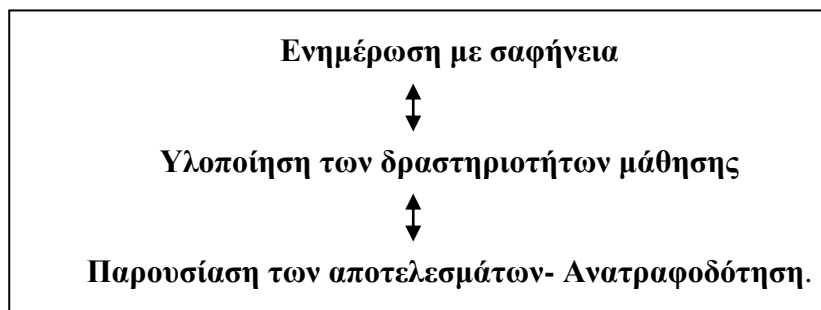 Ενημέρωση με σαφήνεια
Υλοποίηση των δραστηριοτήτων μάθησης
Παρουσίαση των αποτελεσμάτων- Ανατραφοδότηση.